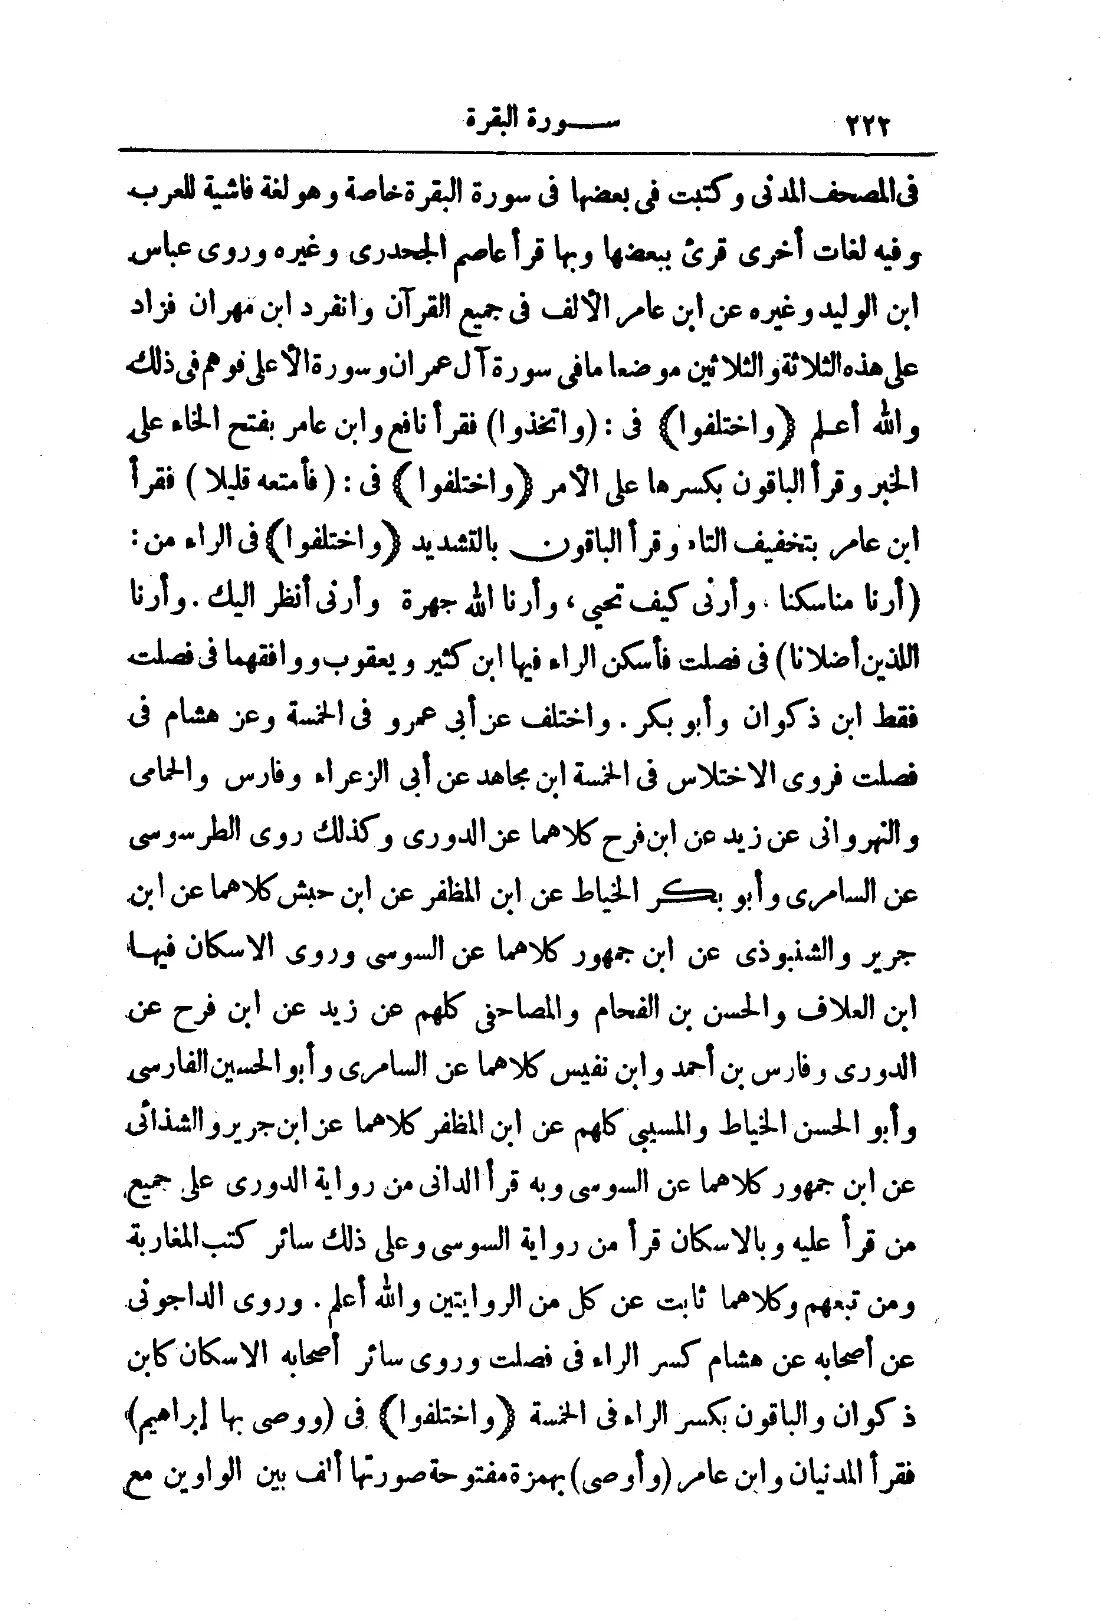 ٢٢٢ ســـورة البقرة
فى المصحف المدنى وكتبت فى بعضها فى سورة البقرة خاصة وهو لغة فاشية للعرب
وفيه لغات أخرى قرئ ببعضها وبها قرأ عاصم الجحدرى وغيره وروى عباس
ابن الوليد وغيره عن ابن عامر الألف فى جميع القرآن وانفرد ابن مهران فزاد
على هذه الثلاثة والثلاثين موضعا مافى سورة آل عمران وسورة الأعلى فوهم فى ذلك
والله أعلم ﴿واختلفوا﴾ فى : (واتخذوا) فقرأ نافع وابن عامر بفتح الخاء على
الخبر وقرأ الباقون بكسرها على الأمر ﴿واختلفوا﴾ فى : (فأمتعه قليلا) فقرأ
ابن عامر بتخفيف التاء وقرأ الباقون بالتشديد ﴿واختلفوا﴾ فى الراء من :
(أرنا مناسكنا ، وأرنى كيف تحيى ، وأرنا الله جهرة وأرنى أنظر اليك . وأرنا
اللذين أضلانا) فى فصلت فأسكن الراء فيها ابن كثير ويعقوب ووافقهما فى فصلت
فقط ابن ذكوان وأبو بكر . واختلف عن أبى عمرو فى الخمسة وعن هشام فى
فصلت فروى الاختلاس فى الخمسة ابن مجاهد عن أبى الزعراء وفارس والحمامى
والنهروانى عن زيد عن ابن فرح كلاهما عن الدورى وكذلك روى الطرسوسى
عن السامرى وأبو بكر الخياط عن ابن المظفر عن ابن حبش كلاهما عن ابن
جرير والشنبوذى عن ابن جمهور كلاهما عن السوسى وروى الاسكان فيها
ابن العلاف والحسن بن الفحام والمصاحفى كلهم عن زيد عن ابن فرح عن
الدورى وفارس بن أحمد وابن نفيس كلاهما عن السامرى وأبو الحسين الفارسى
وأبو الحسن الخياط والمسيبى كلهم عن ابن المظفر كلاهما عن ابن جرير والشذائى
عن ابن جمهور كلاهما عن السوسى وبه قرأ الدانى من رواية الدورى على جميع
من قرأ عليه وبالاسكان قرأ من رواية السوسى وعلى ذلك سائر كتب المغاربة
ومن تبعهم وكلاهما ثابت عن كل من الروايتين والله أعلم . وروى الداجونى
عن أصحابه عن هشام كسر الراء فى فصلت وروى سائر أصحابه الاسكان كابن
ذكوان والباقون بكسر الراء فى الخمسة ﴿واختلفوا﴾ فى (ووصى بها إبراهيم)
فقرأ المدنيان وابن عامر (وأوصى) بهمزة مفتوحة صورتها ألف بين الواوين مع